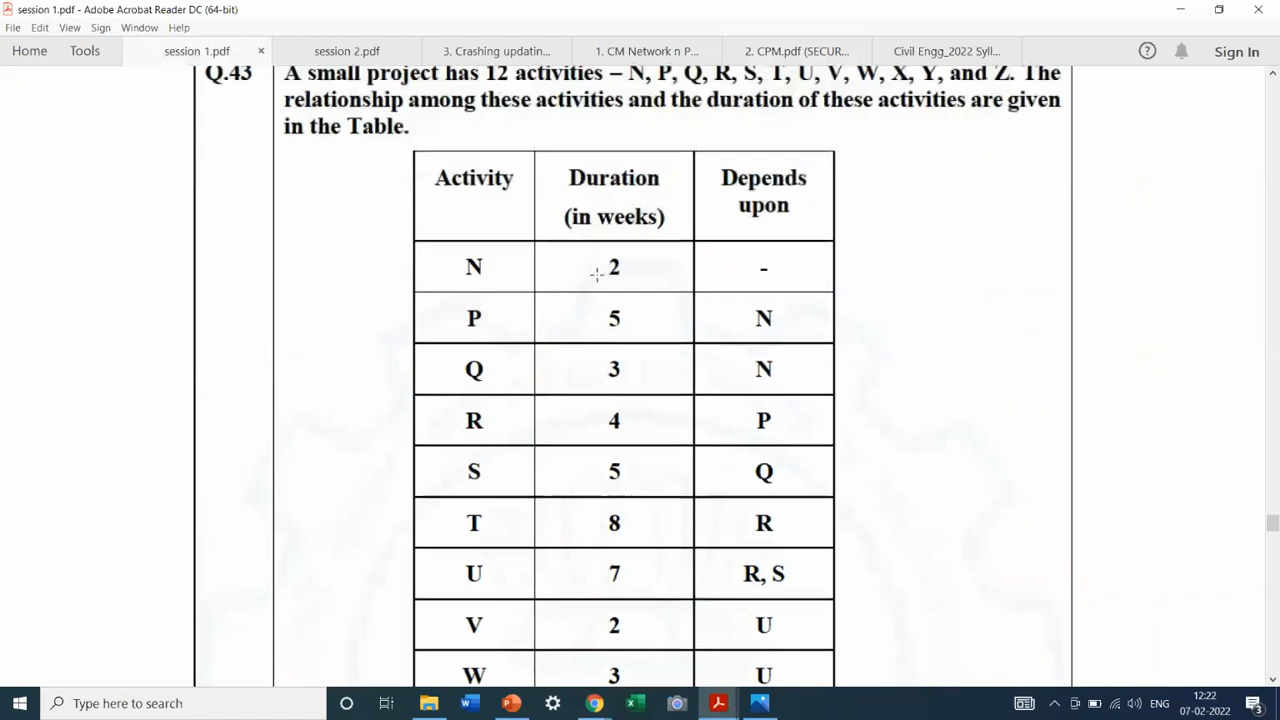 session 1.pdf - Adobe Acrobat Reader DC (64-bit)
File Edit View Sign Window Help
Home Tools session 1.pdf × session 2.pdf 3. Crashing updatin... 1. CM Network n P... 2. CPM.pdf (SECUR... Civil Engg_2022 Syll... Sign In
Q.43 A small project has 12 activities – N, P, Q, R, S, T, U, V, W, X, Y, and Z. The
relationship among these activities and the duration of these activities are given
in the Table.
Activity Duration (in weeks) Depends upon
N 2 -
P 5 N
Q 3 N
R 4 P
S 5 Q
T 8 R
U 7 R, S
V 2 U
W 3 U
Type here to search
ENG
12:22
07-02-2022
3